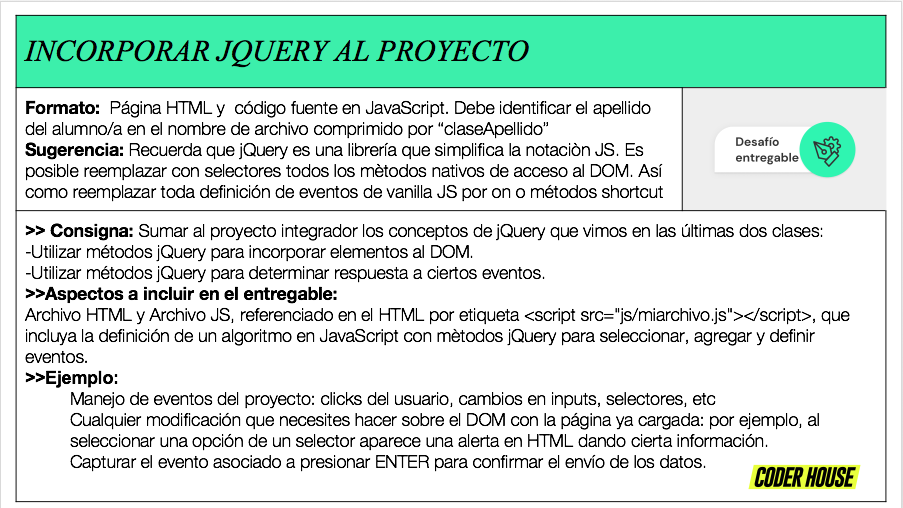 INCORPORAR JQUERY AL PROYECTO
Formato:  Página HTML y  código fuente en JavaScript. Debe identificar el apellido
del alumno/a en el nombre de archivo comprimido por “claseApellido”
Sugerencia: Recuerda que jQuery es una librería que simplifica la notaciòn JS. Es
posible reemplazar con selectores todos los mètodos nativos de acceso al DOM. Así
como reemplazar toda definición de eventos de vanilla JS por on o métodos shortcut
Desafío
entregable
>> Consigna: Sumar al proyecto integrador los conceptos de jQuery que vimos en las últimas dos clases:
-Utilizar métodos jQuery para incorporar elementos al DOM.
-Utilizar métodos jQuery para determinar respuesta a ciertos eventos.
>>Aspectos a incluir en el entregable:
Archivo HTML y Archivo JS, referenciado en el HTML por etiqueta <script src="js/miarchivo.js"></script>, que
incluya la definición de un algoritmo en JavaScript con mètodos jQuery para seleccionar, agregar y definir
eventos.
>>Ejemplo:
Manejo de eventos del proyecto: clicks del usuario, cambios en inputs, selectores, etc
Cualquier modificación que necesites hacer sobre el DOM con la página ya cargada: por ejemplo, al
seleccionar una opción de un selector aparece una alerta en HTML dando cierta información.
Capturar el evento asociado a presionar ENTER para confirmar el envío de los datos.
CODER HOUSE